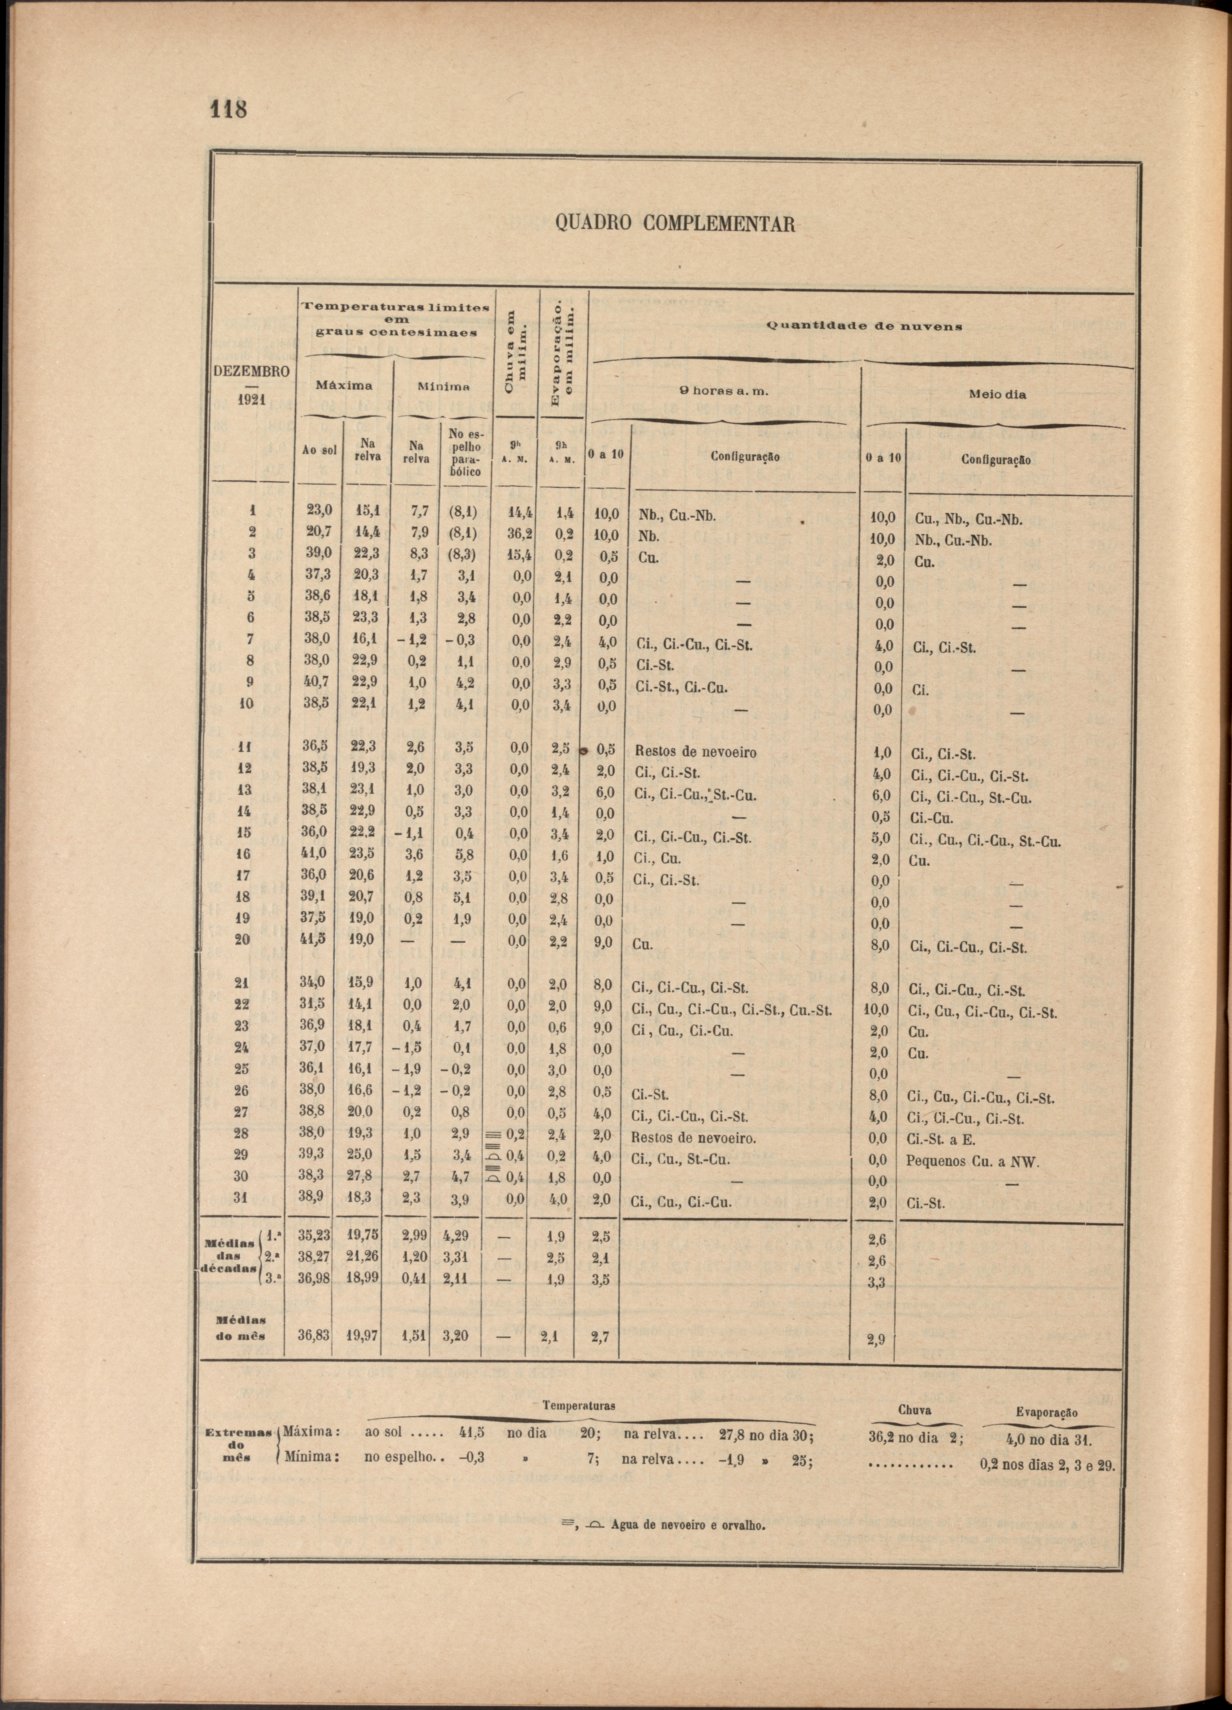 118
QUADRO COMPLEMENTAR
DEZEMBRO
—
1921
Temperaturas limites
em
graus centesimaes
Máxima
Mínima
Ao sol
Na
relva
Na
relva
No es-
pelho
para-
bólico
Chuva em
milim.
9h
A. M.
Evaporação.
em milim.
9h
A. M.
Quantidade de nuvens
9 horas a. m.
Meio dia
0 a 10
Configuração
0 a 10
Configuração
1 23,0 15,1 7,7 (8,1) 14,4 1,4 10,0 Nb., Cu.-Nb. 10,0 Cu., Nb., Cu.-Nb.
2 20,7 14,4 7,9 (8,1) 36,2 0,2 10,0 Nb. 10,0 Nb., Cu.-Nb.
3 39,0 22,3 8,3 (8,3) 15,4 0,2 0,5 Cu. 2,0 Cu.
4 37,3 20,3 1,7 3,1 0,0 2,1 0,0 — 0,0 —
5 38,6 18,1 1,8 3,4 0,0 1,4 0,0 — 0,0 —
6 38,5 23,3 1,3 2,8 0,0 2,2 0,0 — 0,0 —
7 38,0 16,1 –1,2 –0,3 0,0 2,4 4,0 Ci., Ci.-Cu., Ci.-St. 4,0 Ci., Ci.-St.
8 38,0 22,9 0,2 1,1 0,0 2,9 0,5 Ci.-St. 0,0 —
9 40,7 22,9 1,0 4,2 0,0 3,3 0,5 Ci.-St., Ci.-Cu. 0,0 Ci.
10 38,5 22,1 1,2 4,1 0,0 3,4 0,0 — 0,0 —
11 36,5 22,3 2,6 3,5 0,0 2,5 0,5 Restos de nevoeiro 1,0 Ci., Ci.-St.
12 38,5 19,3 2,0 3,3 0,0 2,4 2,0 Ci., Ci.-St. 4,0 Ci., Ci.-Cu., Ci.-St.
13 38,1 23,1 1,0 3,0 0,0 3,2 6,0 Ci., Ci.-Cu., St.-Cu. 6,0 Ci., Ci.-Cu., St.-Cu.
14 38,5 22,9 0,5 3,3 0,0 1,4 0,0 — 0,5 Ci.-Cu.
15 36,0 22,2 –1,1 0,4 0,0 3,4 2,0 Ci., Ci.-Cu., Ci.-St. 5,0 Ci., Cu., Ci.-Cu., St.-Cu.
16 41,0 23,5 3,6 5,8 0,0 1,6 1,0 Ci., Cu. 2,0 Cu.
17 36,0 20,6 1,2 3,5 0,0 3,4 0,5 Ci., Ci.-St. 0,0 —
18 39,1 20,7 0,8 5,1 0,0 2,8 0,0 — 0,0 —
19 37,5 19,0 0,2 1,9 0,0 2,4 0,0 — 0,0 —
20 41,5 19,0 — — 0,0 2,2 9,0 Cu. 8,0 Ci., Ci.-Cu., Ci.-St.
21 34,0 15,9 1,0 4,1 0,0 2,0 8,0 Ci., Ci.-Cu., Ci.-St. 8,0 Ci., Ci.-Cu., Ci.-St.
22 31,5 14,1 0,0 2,0 0,0 2,0 9,0 Ci., Cu., Ci.-Cu., Ci.-St., Cu.-St. 10,0 Ci., Cu., Ci.-Cu., Ci.-St.
23 36,9 18,1 0,4 1,7 0,0 0,6 9,0 Ci , Cu., Ci.-Cu. 2,0 Cu.
24 37,0 17,7 –1,5 0,1 0,0 1,8 0,0 — 2,0 Cu.
25 36,1 16,1 –1,9 –0,2 0,0 3,0 0,0 — 0,0 —
26 38,0 16,6 –1,2 –0,2 0,0 2,8 0,5 Ci.-St. 8,0 Ci., Cu., Ci.-Cu., Ci.-St.
27 38,8 20,0 0,2 0,8 0,0 0,5 4,0 Ci., Ci.-Cu., Ci.-St. 4,0 Ci., Ci.-Cu., Ci.-St.
28 38,0 19,3 1,0 2,9 ≡ 0,2 2,4 2,0 Restos de nevoeiro. 0,0 Ci.-St. a E.
29 39,3 25,0 1,5 3,4 ≡ ⌓ 0,4 0,2 4,0 Ci., Cu., St.-Cu. 0,0 Pequenos Cu. a NW.
30 38,3 27,8 2,7 4,7 ≡ ⌓ 0,4 1,8 0,0 — 0,0 —
31 38,9 18,3 2,3 3,9 0,0 4,0 2,0 Ci., Cu., Ci.-Cu. 2,0 Ci.-St.
Médias
das
décadas
1.ª 35,23 19,75 2,99 4,29 — 1,9 2,5 2,6
2.ª 38,27 21,26 1,20 3,31 — 2,5 2,1 2,6
3.ª 36,98 18,99 0,41 2,11 — 1,9 3,5 3,3
Médias
do mês 36,83 19,97 1,51 3,20 — 2,1 2,7 2,9
Temperaturas
Chuva
Evaporação
Extremas
do
mês
Máxima: ao sol ..... 41,5 no dia 20; na relva.... 27,8 no dia 30; 36,2 no dia 2; 4,0 no dia 31.
Mínima: no espelho.. –0,3 » 7; na relva.... –1,9 » 25; ............ 0,2 nos dias 2, 3 e 29.
≡, ⌓ Agua de nevoeiro e orvalho.